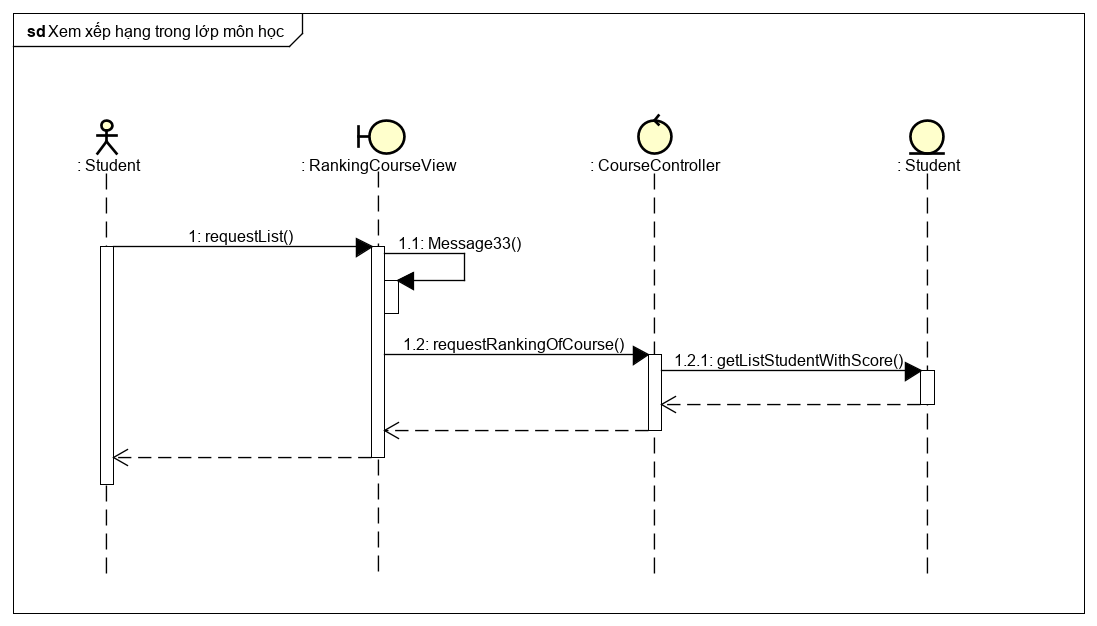 sd Xem xếp hạng trong lớp môn học
: Student
: RankingCourseView
: CourseController
: Student
1: requestList()
1.1: Message33()
1.2: requestRankingOfCourse()
1.2.1: getListStudentWithScore()